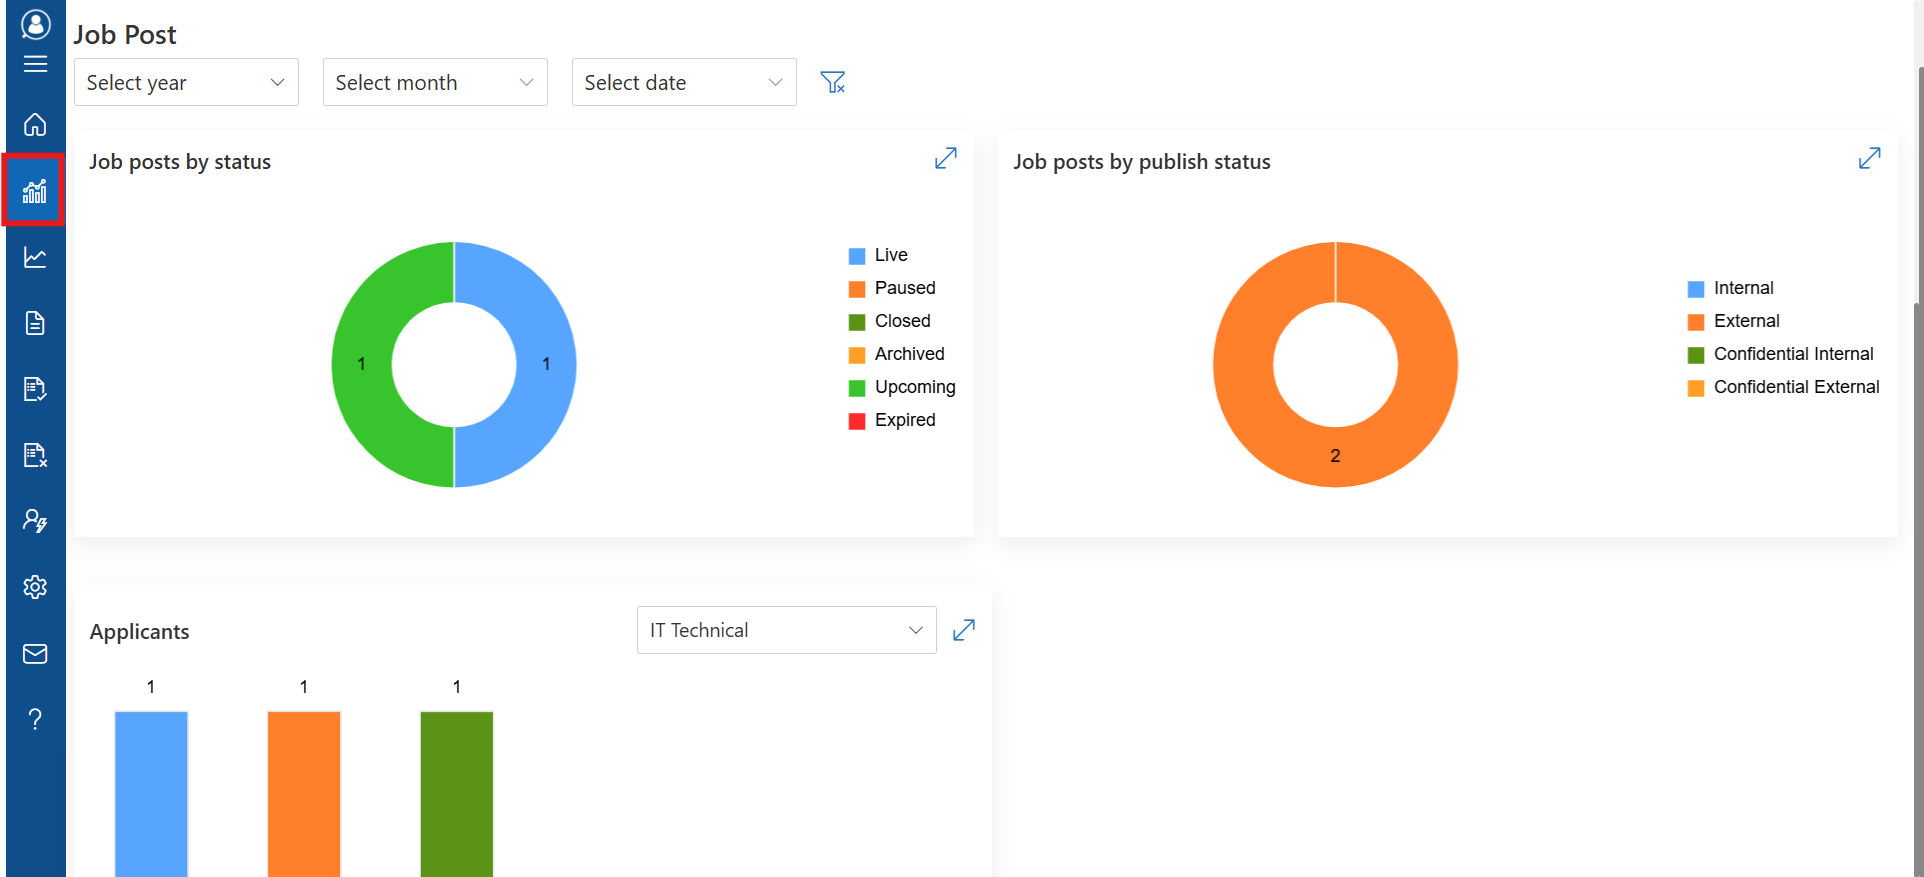 Job Post
Select year
Select month
Select date
Job posts by status
1
1
Live
Paused
Closed
Archived
Upcoming
Expired
Job posts by publish status
2
Internal
External
Confidential Internal
Confidential External
Applicants
IT Technical
1
1
1